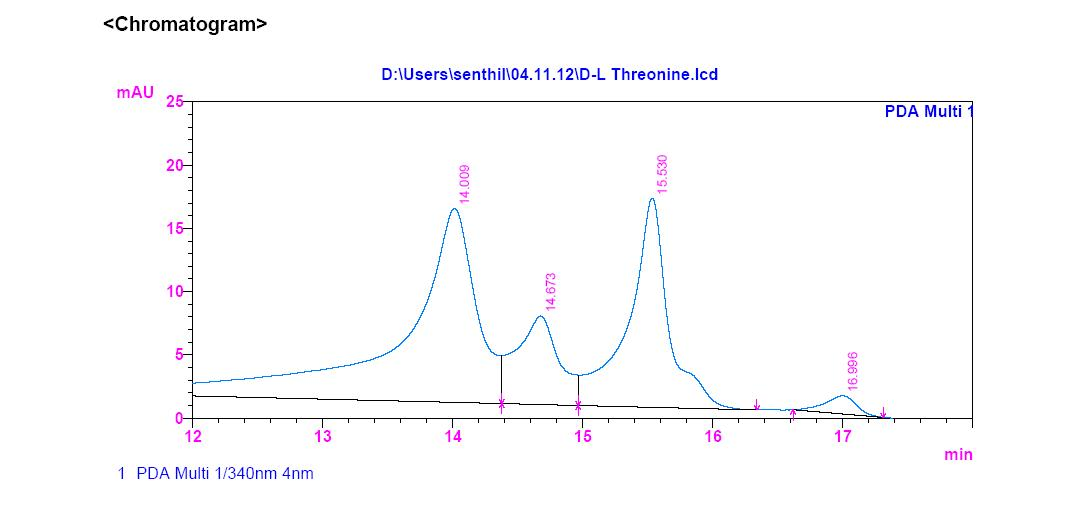 <Chromatogram>
D:\Users\senthil\04.11.12\D-L Threonine.lcd
mAU
PDA Multi 1
25
20
15
10
5
0
14.009
14.673
15.530
16.996
12 13 14 15 16 17
min
1 PDA Multi 1/340nm 4nm